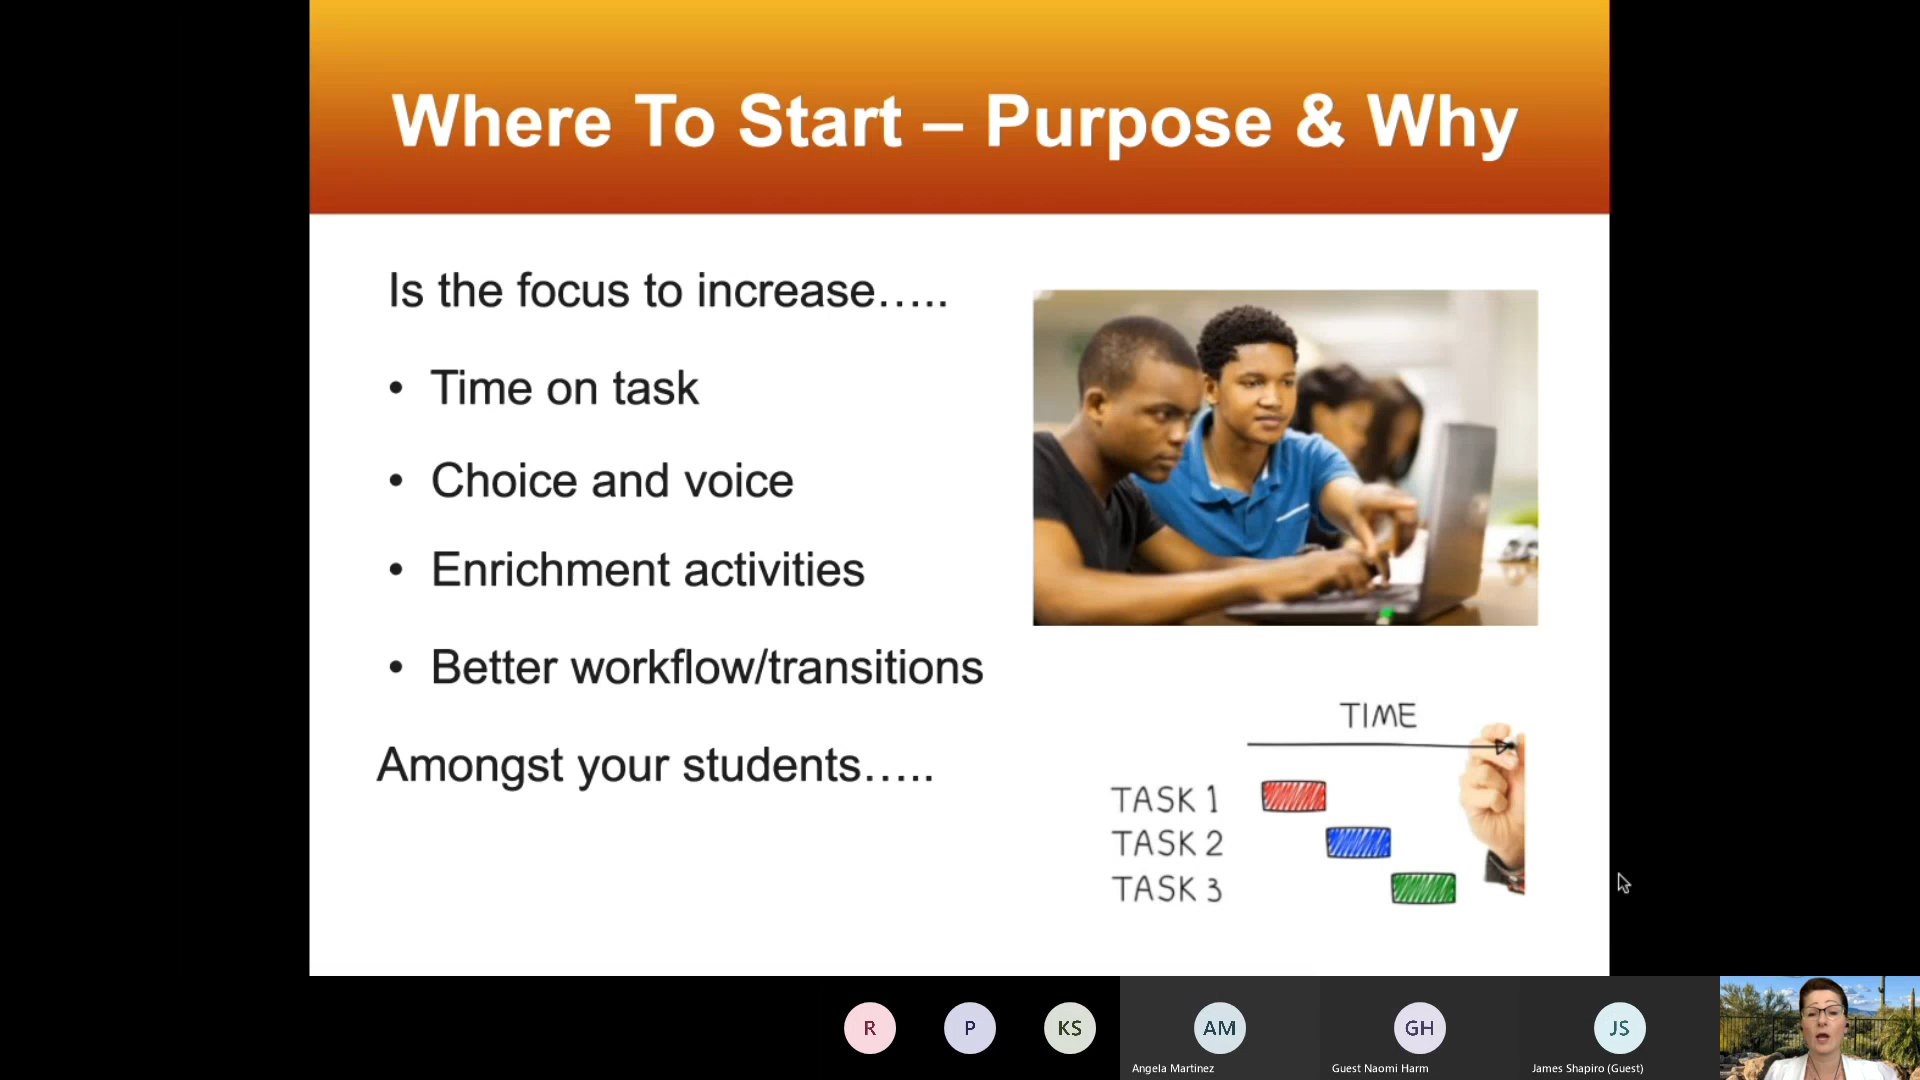 Where To Start – Purpose & Why
Is the focus to increase…..
• Time on task
• Choice and voice
• Enrichment activities
• Better workflow/transitions
Amongst your students…..
TIME
TASK 1
TASK 2
TASK 3
R
P
KS
AM
GH
JS
Angela Martinez
Guest Naomi Harm
James Shapiro (Guest)